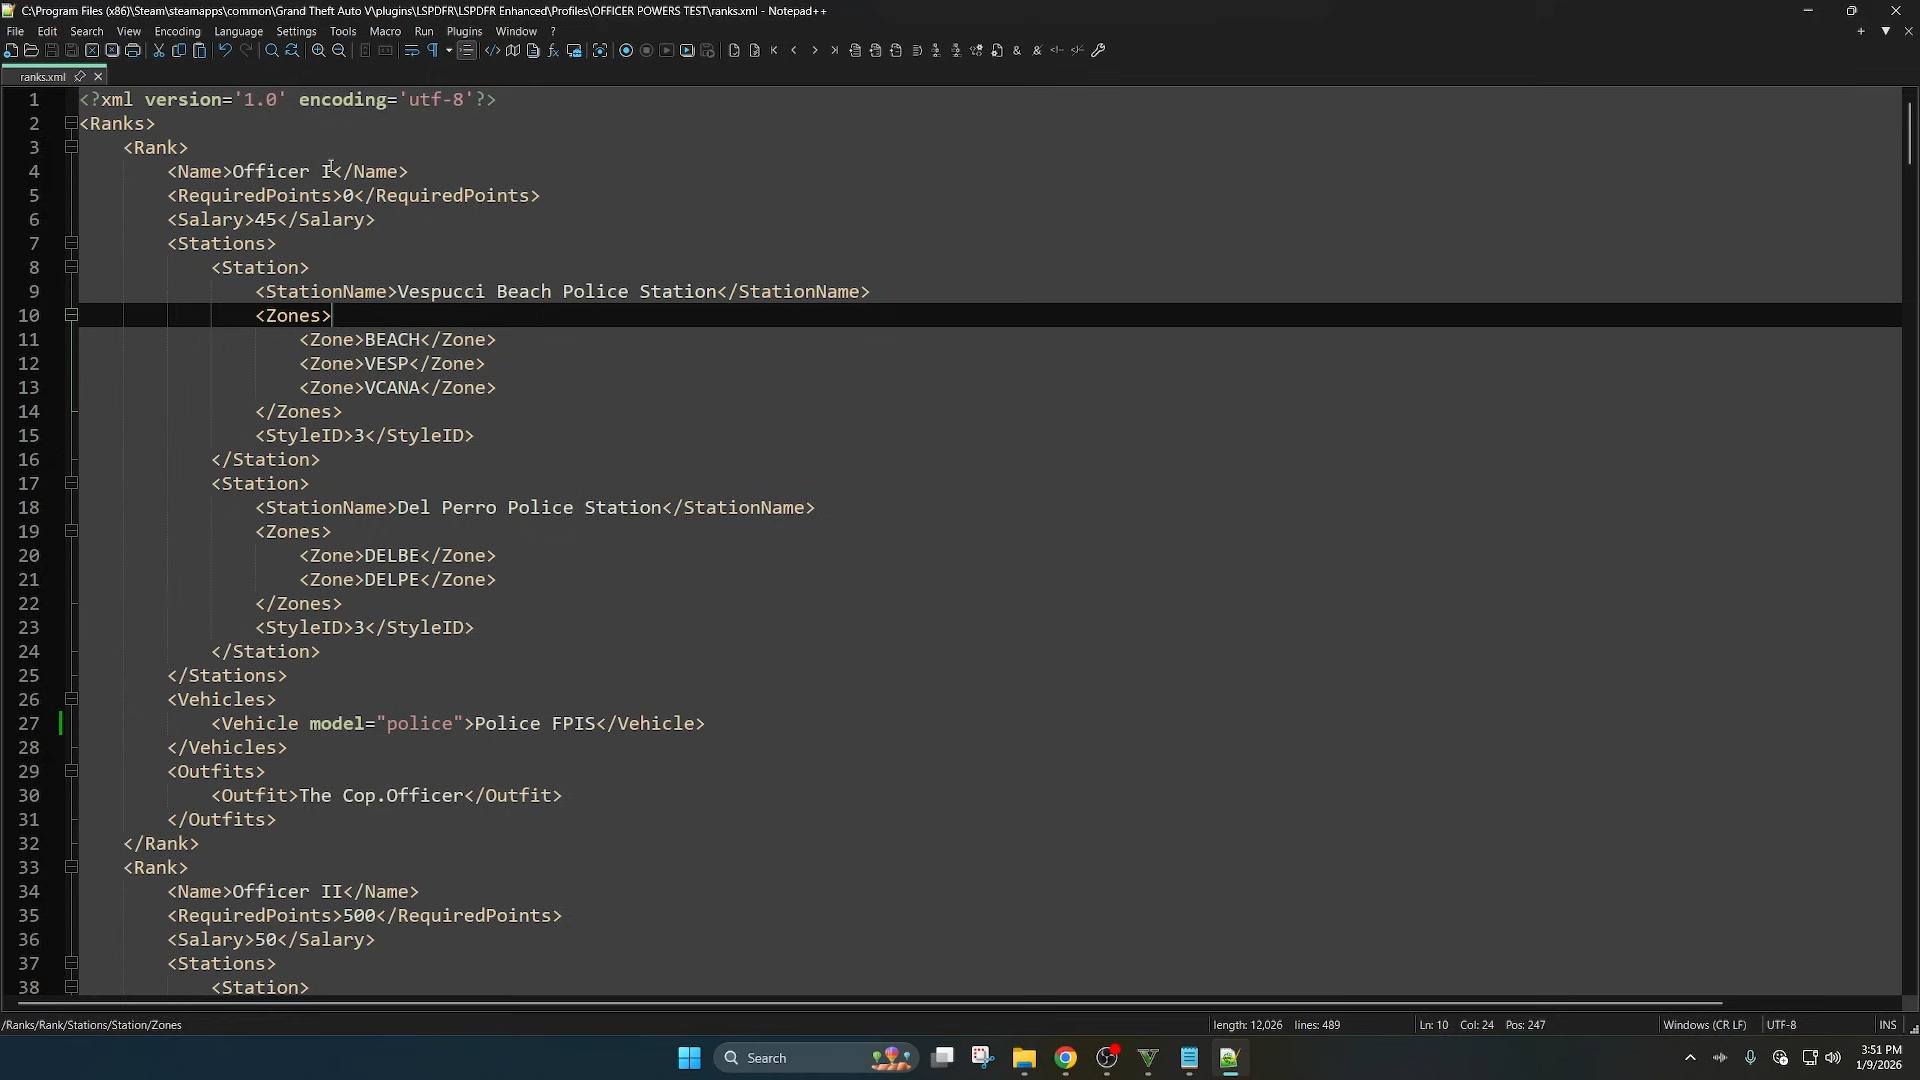 C:\Program Files (x86)\Steam\steamapps\common\Grand Theft Auto V\plugins\LSPDFR\LSPDFR Enhanced\Profiles\OFFICER POWERS TEST\ranks.xml - Notepad++
File Edit Search View Encoding Language Settings Tools Macro Run Plugins Window ?
ranks.xml
1 <?xml version='1.0' encoding='utf-8'?>
2 <Ranks>
3 <Rank>
4 <Name>Officer I</Name>
5 <RequiredPoints>0</RequiredPoints>
6 <Salary>45</Salary>
7 <Stations>
8 <Station>
9 <StationName>Vespucci Beach Police Station</StationName>
10 <Zones>
11 <Zone>BEACH</Zone>
12 <Zone>VESP</Zone>
13 <Zone>VCANA</Zone>
14 </Zones>
15 <StyleID>3</StyleID>
16 </Station>
17 <Station>
18 <StationName>Del Perro Police Station</StationName>
19 <Zones>
20 <Zone>DELBE</Zone>
21 <Zone>DELPE</Zone>
22 </Zones>
23 <StyleID>3</StyleID>
24 </Station>
25 </Stations>
26 <Vehicles>
27 <Vehicle model="police">Police FPIS</Vehicle>
28 </Vehicles>
29 <Outfits>
30 <Outfit>The Cop.Officer</Outfit>
31 </Outfits>
32 </Rank>
33 <Rank>
34 <Name>Officer II</Name>
35 <RequiredPoints>500</RequiredPoints>
36 <Salary>50</Salary>
37 <Stations>
38 <Station>
/Ranks/Rank/Stations/Station/Zones length: 12,026 lines: 489 Ln: 10 Col: 24 Pos: 247 Windows (CR LF) UTF-8 INS
Search
3:51 PM
1/9/2026